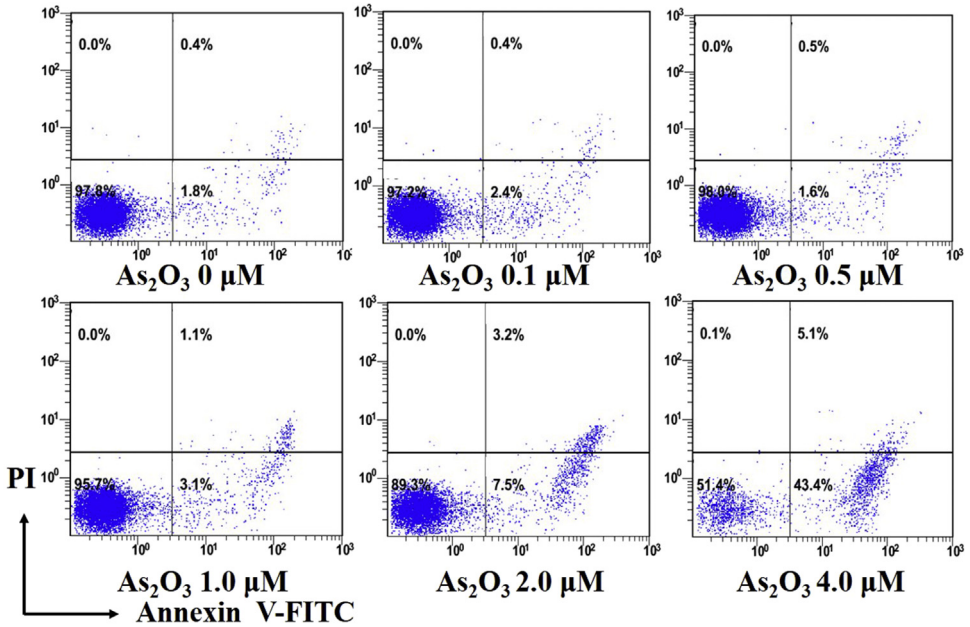 10³ 10³ 10³
0.0% 0.4% 0.0% 0.4% 0.0% 0.5%
10² 10² 10²
10¹ 10¹ 10¹
97.8% 1.8% 97.2% 2.4% 98.0% 1.6%
10⁰ 10⁰ 10⁰
10⁰ 10¹ 10² 10⁰ 10¹ 10² 10³ 10⁰ 10¹ 10² 10³
As₂O₃ 0 μM As₂O₃ 0.1 μM As₂O₃ 0.5 μM
10³ 10³ 10³
0.0% 1.1% 0.0% 3.2% 0.1% 5.1%
10² 10² 10²
10¹ 10¹ 10¹
PI 10⁰ 10⁰ 10⁰
95.7% 3.1% 89.3% 7.5% 51.4% 43.4%
10⁰ 10¹ 10² 10³ 10⁰ 10¹ 10² 10³ 10⁰ 10¹ 10² 10³
As₂O₃ 1.0 μM As₂O₃ 2.0 μM As₂O₃ 4.0 μM
Annexin V-FITC